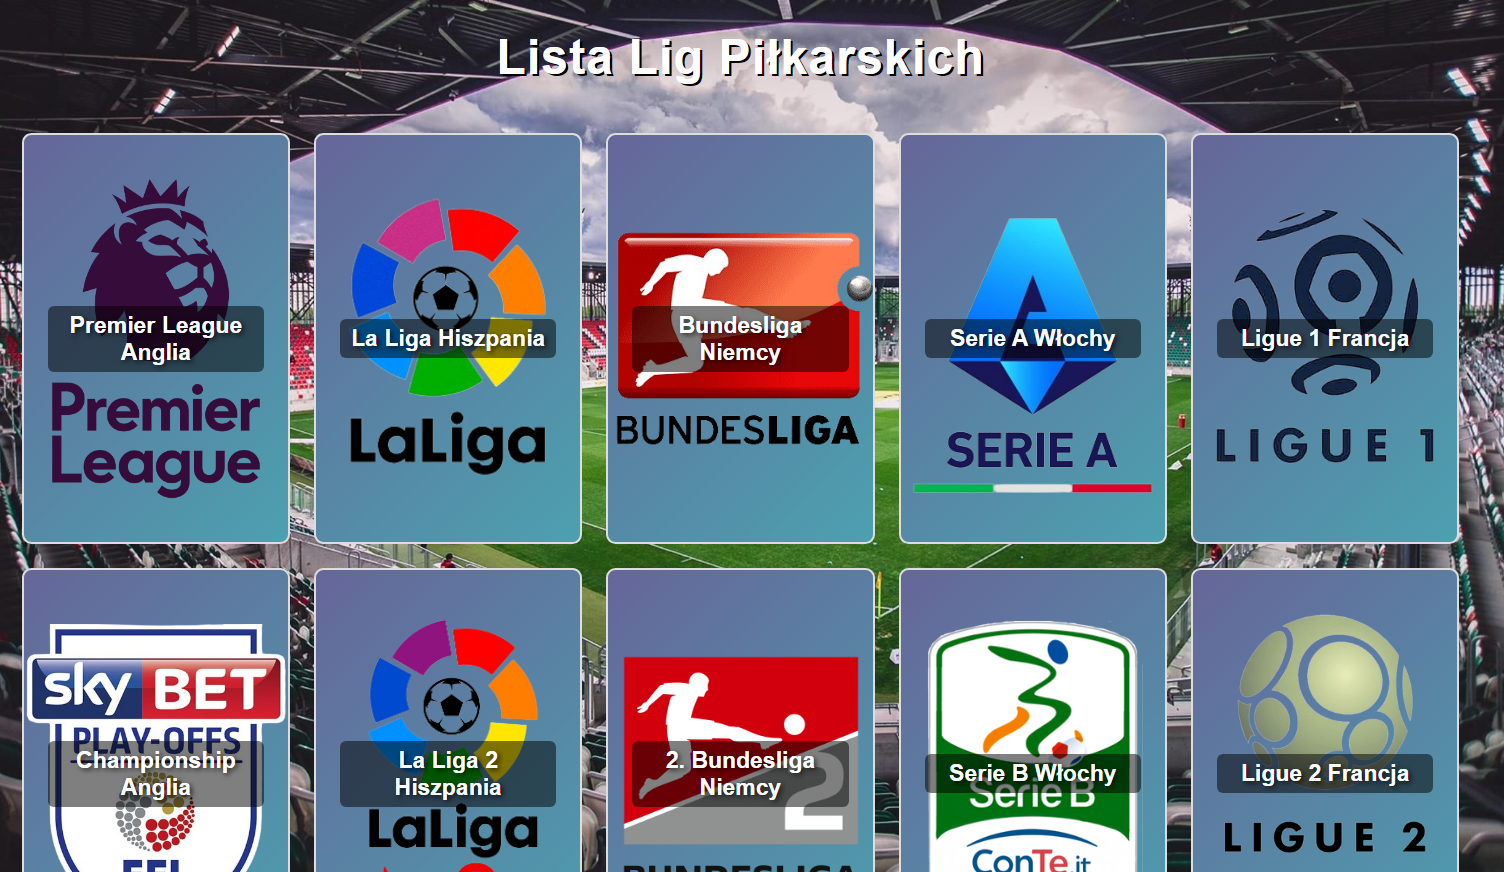 Lista Lig Piłkarskich
Premier League
Anglia
Premier
League
La Liga Hiszpania
LaLiga
Bundesliga
Niemcy
BUNDESLIGA
Serie A Włochy
SERIE A
Ligue 1 Francja
LIGUE 1
sky BET
PLAY-OFFS
Championship
Anglia
EFL
La Liga 2
Hiszpania
LaLiga
2. Bundesliga
Niemcy
2
BUNDESLIGA
Serie B Włochy
Serie B
ConTe.it
Ligue 2 Francja
LIGUE 2